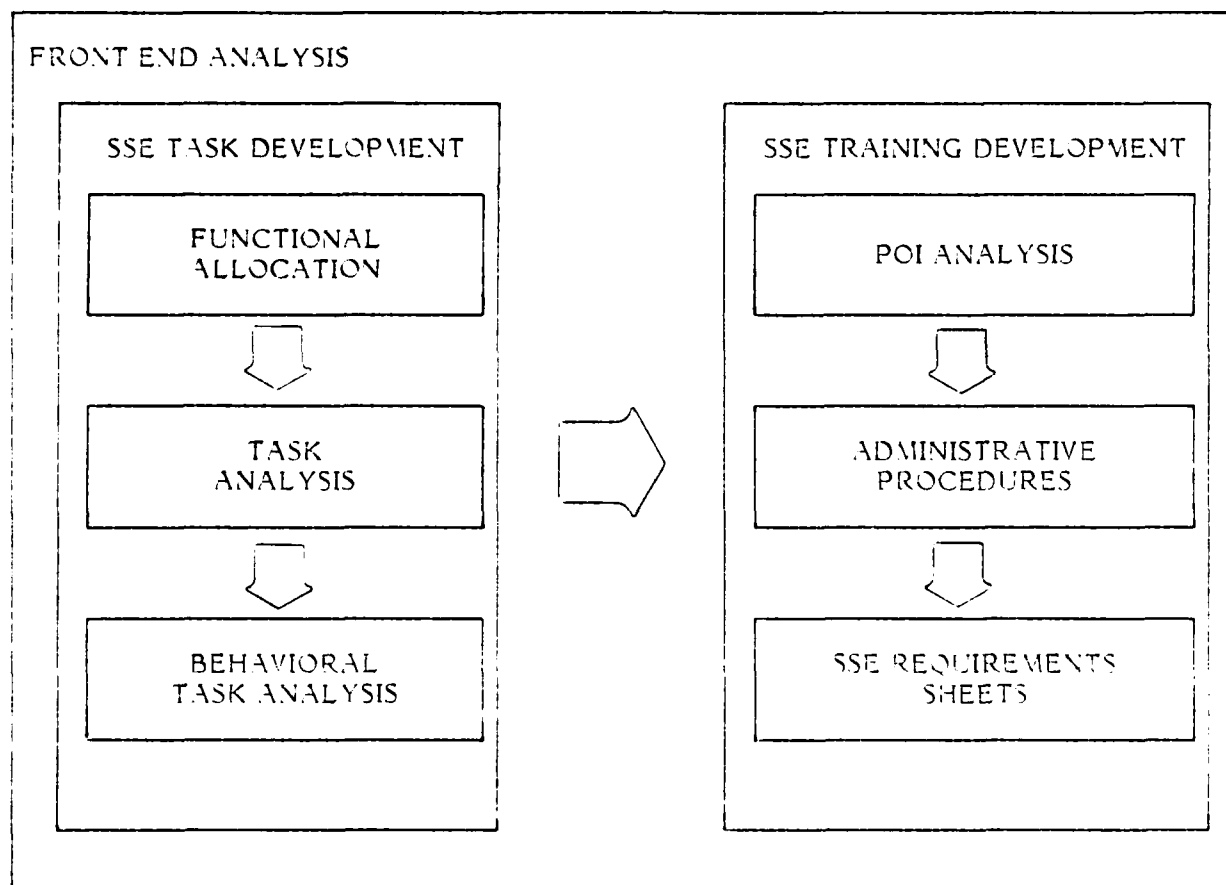 FRONT END ANALYSIS
SSE TASK DEVELOPMENT
FUNCTIONAL
ALLOCATION
TASK
ANALYSIS
BEHAVIORAL
TASK ANALYSIS
SSE TRAINING DEVELOPMENT
POI ANALYSIS
ADMINISTRATIVE
PROCEDURES
SSE REQUIREMENTS
SHEETS